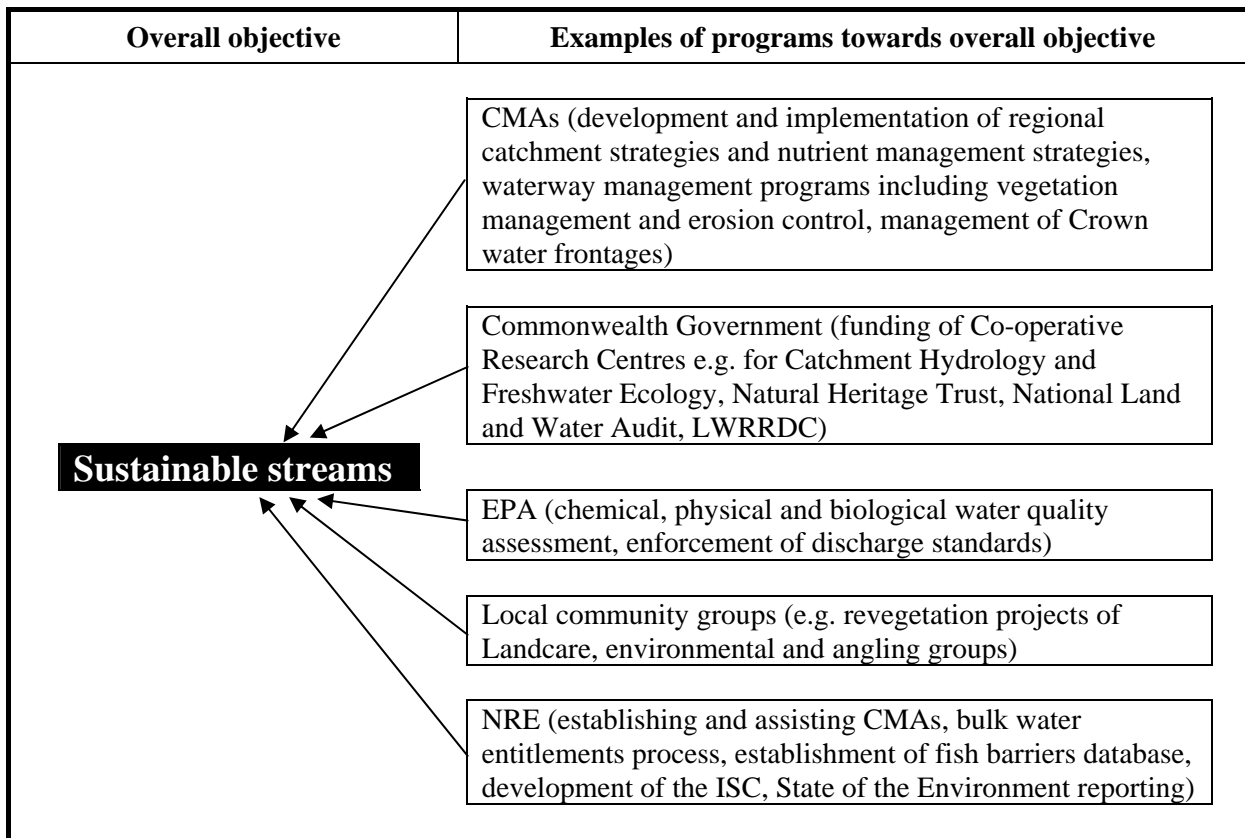 Overall objective
Examples of programs towards overall objective
CMAs (development and implementation of regional
catchment strategies and nutrient management strategies,
waterway management programs including vegetation
management and erosion control, management of Crown
water frontages)
Commonwealth Government (funding of Co-operative
Research Centres e.g. for Catchment Hydrology and
Freshwater Ecology, Natural Heritage Trust, National Land
and Water Audit, LWRRDC)
Sustainable streams
EPA (chemical, physical and biological water quality
assessment, enforcement of discharge standards)
Local community groups (e.g. revegetation projects of
Landcare, environmental and angling groups)
NRE (establishing and assisting CMAs, bulk water
entitlements process, establishment of fish barriers database,
development of the ISC, State of the Environment reporting)